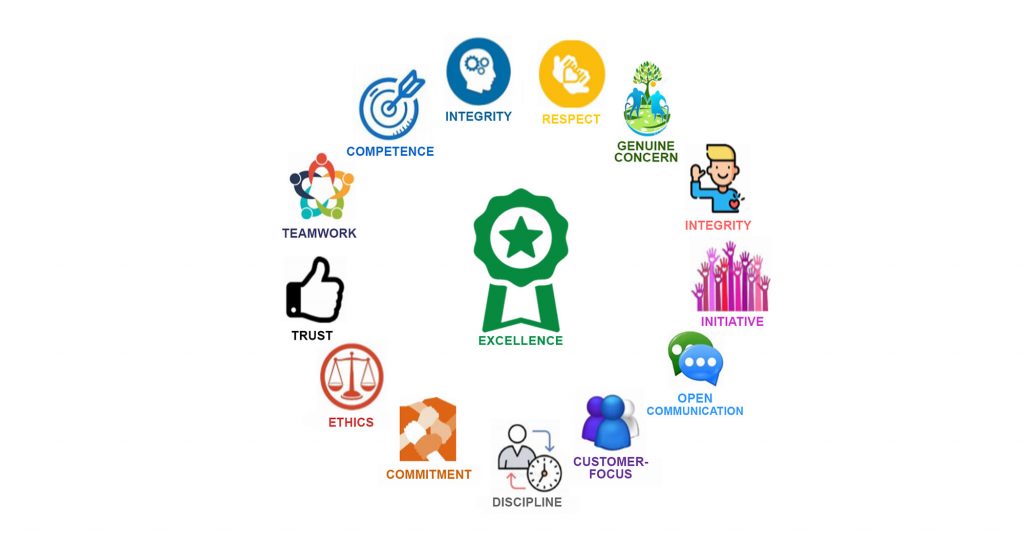 INTEGRITY
RESPECT
COMPETENCE
GENUINE
CONCERN
TEAMWORK
INTEGRITY
TRUST
EXCELLENCE
INITIATIVE
ETHICS
OPEN
COMMUNICATION
COMMITMENT
CUSTOMER-
FOCUS
DISCIPLINE